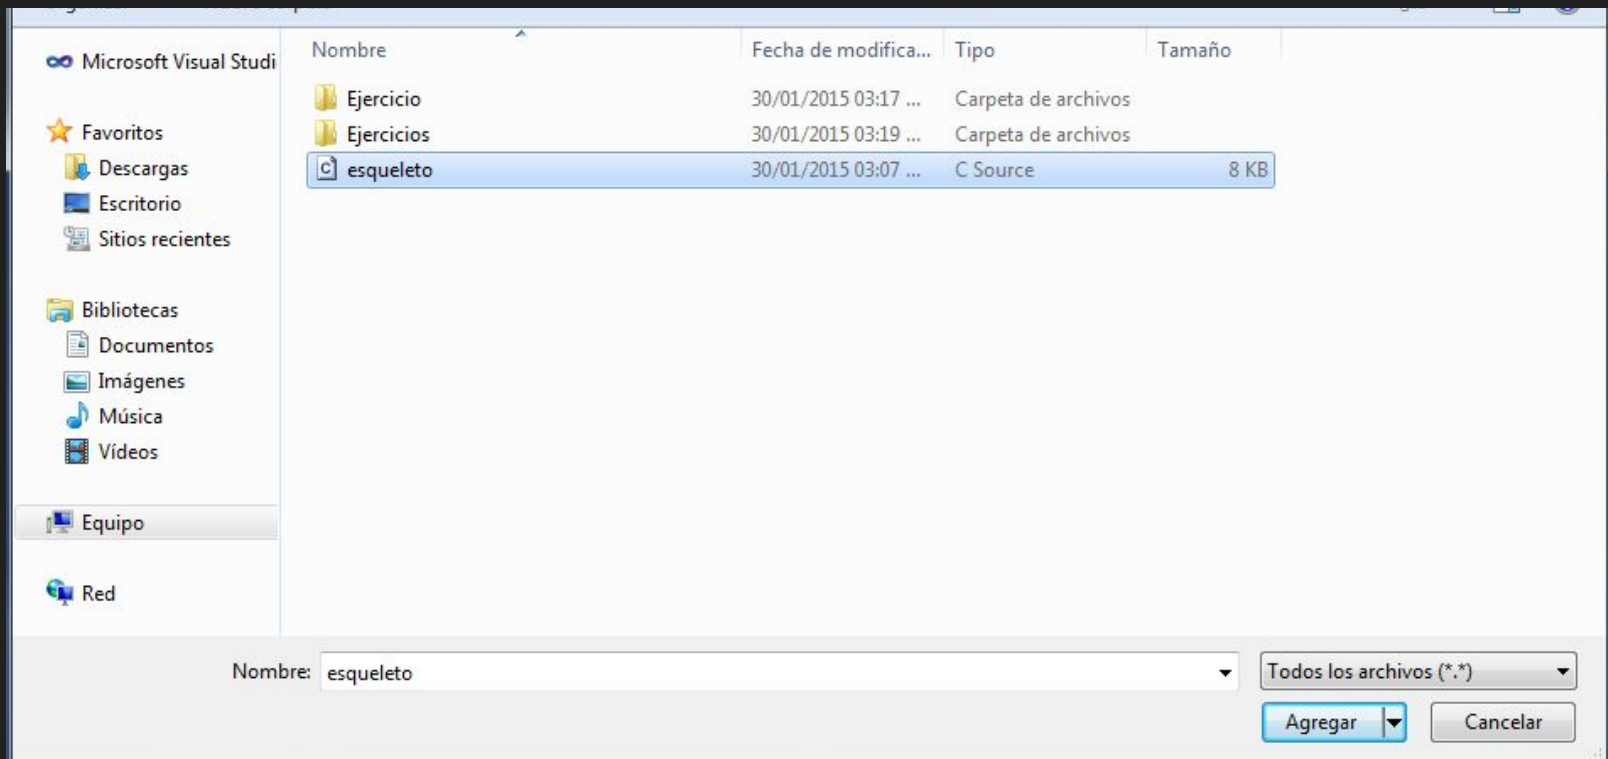 Microsoft Visual Studi
Favoritos
Descargas
Escritorio
Sitios recientes
Bibliotecas
Documentos
Imágenes
Música
Vídeos
Equipo
Red
Nombre Fecha de modifica... Tipo Tamaño
Ejercicio 30/01/2015 03:17 ... Carpeta de archivos
Ejercicios 30/01/2015 03:19 ... Carpeta de archivos
esqueleto 30/01/2015 03:07 ... C Source 8 KB
Nombre: esqueleto Todos los archivos (*.*)
Agregar Cancelar